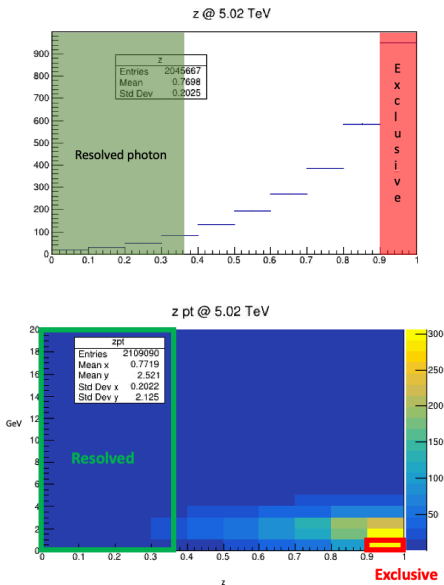 z @ 5.02 TeV
z
Entries 2045667
Mean 0.7698
Std Dev 0.2025
Resolved photon
Exclusive
900
800
700
600
500
400
300
200
100
0
0 0.1 0.2 0.3 0.4 0.5 0.6 0.7 0.8 0.9 1
z pt @ 5.02 TeV
zpt
Entries 2109090
Mean x 0.7719
Mean y 2.521
Std Dev x 0.2022
Std Dev y 2.125
Resolved
GeV
20
18
16
14
12
10
8
6
4
2
0
0 0.1 0.2 0.3 0.4 0.5 0.6 0.7 0.8 0.9 1
300
250
200
150
100
50
Exclusive
z